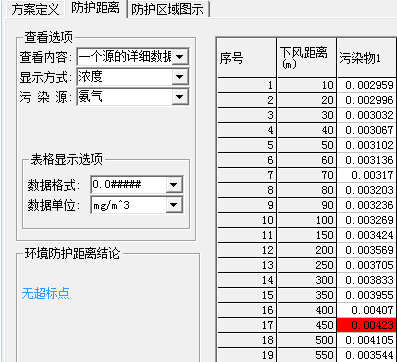 方案定义 防护距离 防护区域图示
查看选项
查看内容: 一个源的详细数据
显示方式: 浓度
污 染 源: 氨气
表格显示选项
数据格式: 0.0#####
数据单位: mg/m^3
环境防护距离结论
无超标点
序号 下风距离(m) 污染物1
1 10 0.002959
2 20 0.002996
3 30 0.003032
4 40 0.003067
5 50 0.003102
6 60 0.003136
7 70 0.00317
8 80 0.003203
9 90 0.003236
10 100 0.003269
11 150 0.003424
12 200 0.003569
13 250 0.003705
14 300 0.003833
15 350 0.003955
16 400 0.00407
17 450 0.00423
18 500 0.004105
19 550 0.003544